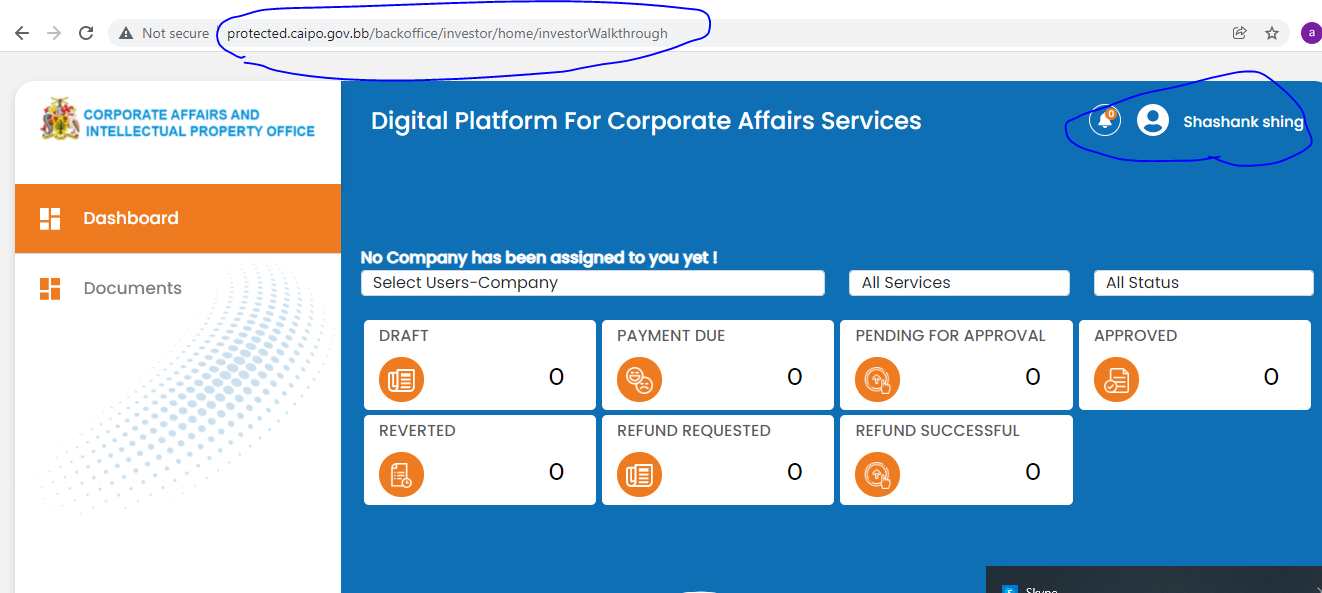 Not secure
protected.caipo.gov.bb/backoffice/investor/home/investorWalkthrough
a
CORPORATE AFFAIRS AND
INTELLECTUAL PROPERTY OFFICE
Digital Platform For Corporate Affairs Services
0
Shashank shing
Dashboard
Documents
No Company has been assigned to you yet !
Select Users-Company
All Services
All Status
DRAFT
0
PAYMENT DUE
0
PENDING FOR APPROVAL
0
APPROVED
0
REVERTED
0
REFUND REQUESTED
0
REFUND SUCCESSFUL
0
Skype